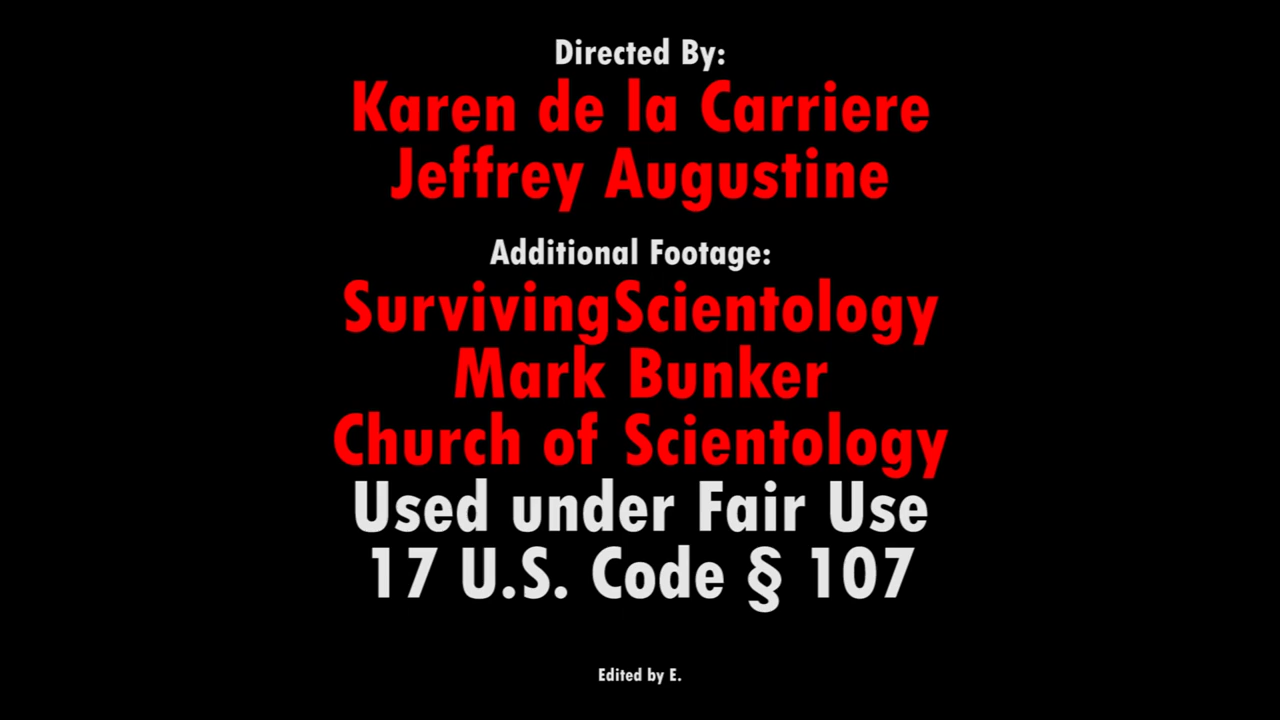 Directed By:
Karen de la Carriere
Jeffrey Augustine
Additional Footage:
SurvivingScientology
Mark Bunker
Church of Scientology
Used under Fair Use
17 U.S. Code § 107
Edited by E.